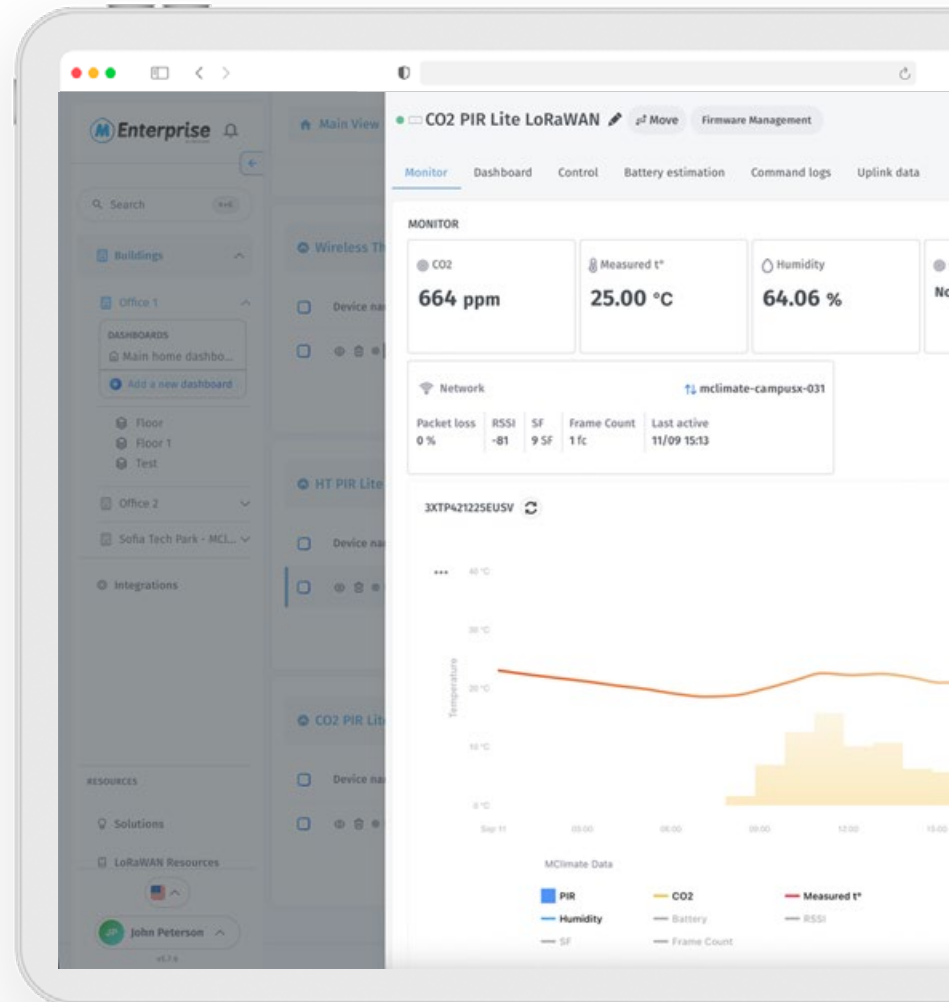 Enterprise
Search
Buildings
Office 1
DASHBOARDS
Main home dashbo...
Add a new dashboard
Floor
Floor 1
Test
Office 2
Sofia Tech Park - MCl...
Integrations
RESOURCES
Solutions
LoRaWAN Resources
JP John Peterson
v5.7.6
Main View
Wireless Th
Device na
HT PIR Lite
Device na
CO2 PIR Lit
Device na
CO2 PIR Lite LoRaWAN Move Firmware Management
Monitor Dashboard Control Battery estimation Command logs Uplink data
MONITOR
CO2 Measured t° Humidity
664 ppm 25.00 °C 64.06 % No
Network mclimate-campusx-031
Packet loss RSSI SF Frame Count Last active
0 % -81 9 SF 1 fc 11/09 15:13
3XTP421225EUSV
40 °C
30 °C
20 °C
10 °C
0 °C
Temperature
Sep 11 03:00 06:00 09:00 12:00 15:00
MClimate Data
PIR CO2 Measured t°
Humidity Battery RSSI
SF Frame Count